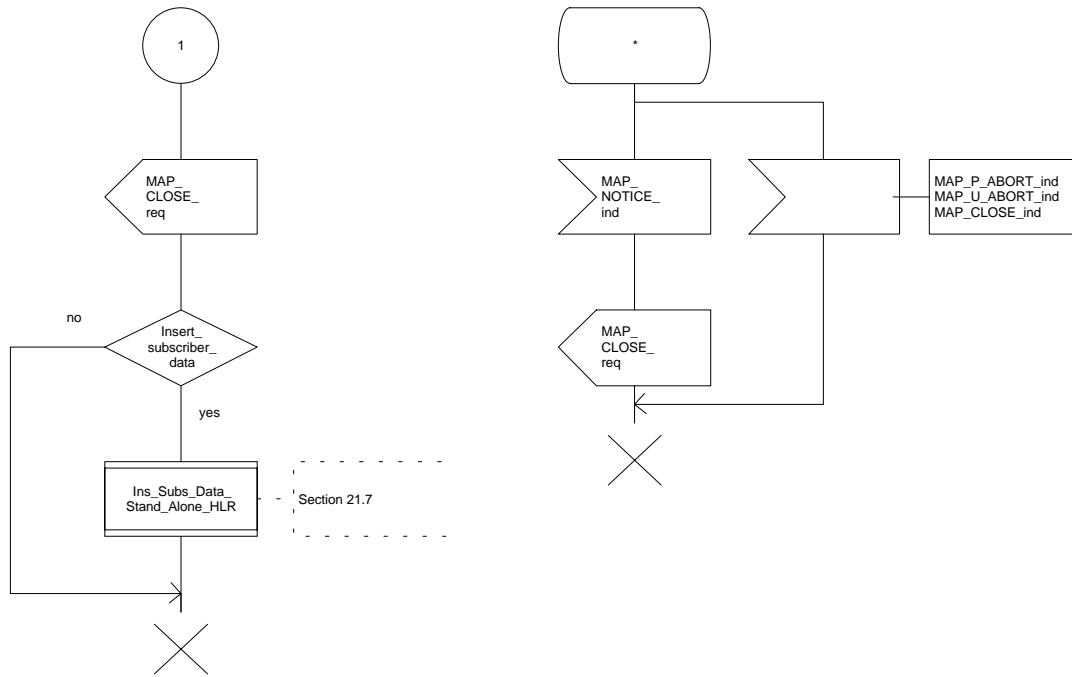 1
MAP_
CLOSE_
req
no
Insert_
subscriber_
data
yes
Ins_Subs_Data_
Stand_Alone_HLR
Section 21.7
*
MAP_
NOTICE_
ind
MAP_P_ABORT_ind
MAP_U_ABORT_ind
MAP_CLOSE_ind
MAP_
CLOSE_
req